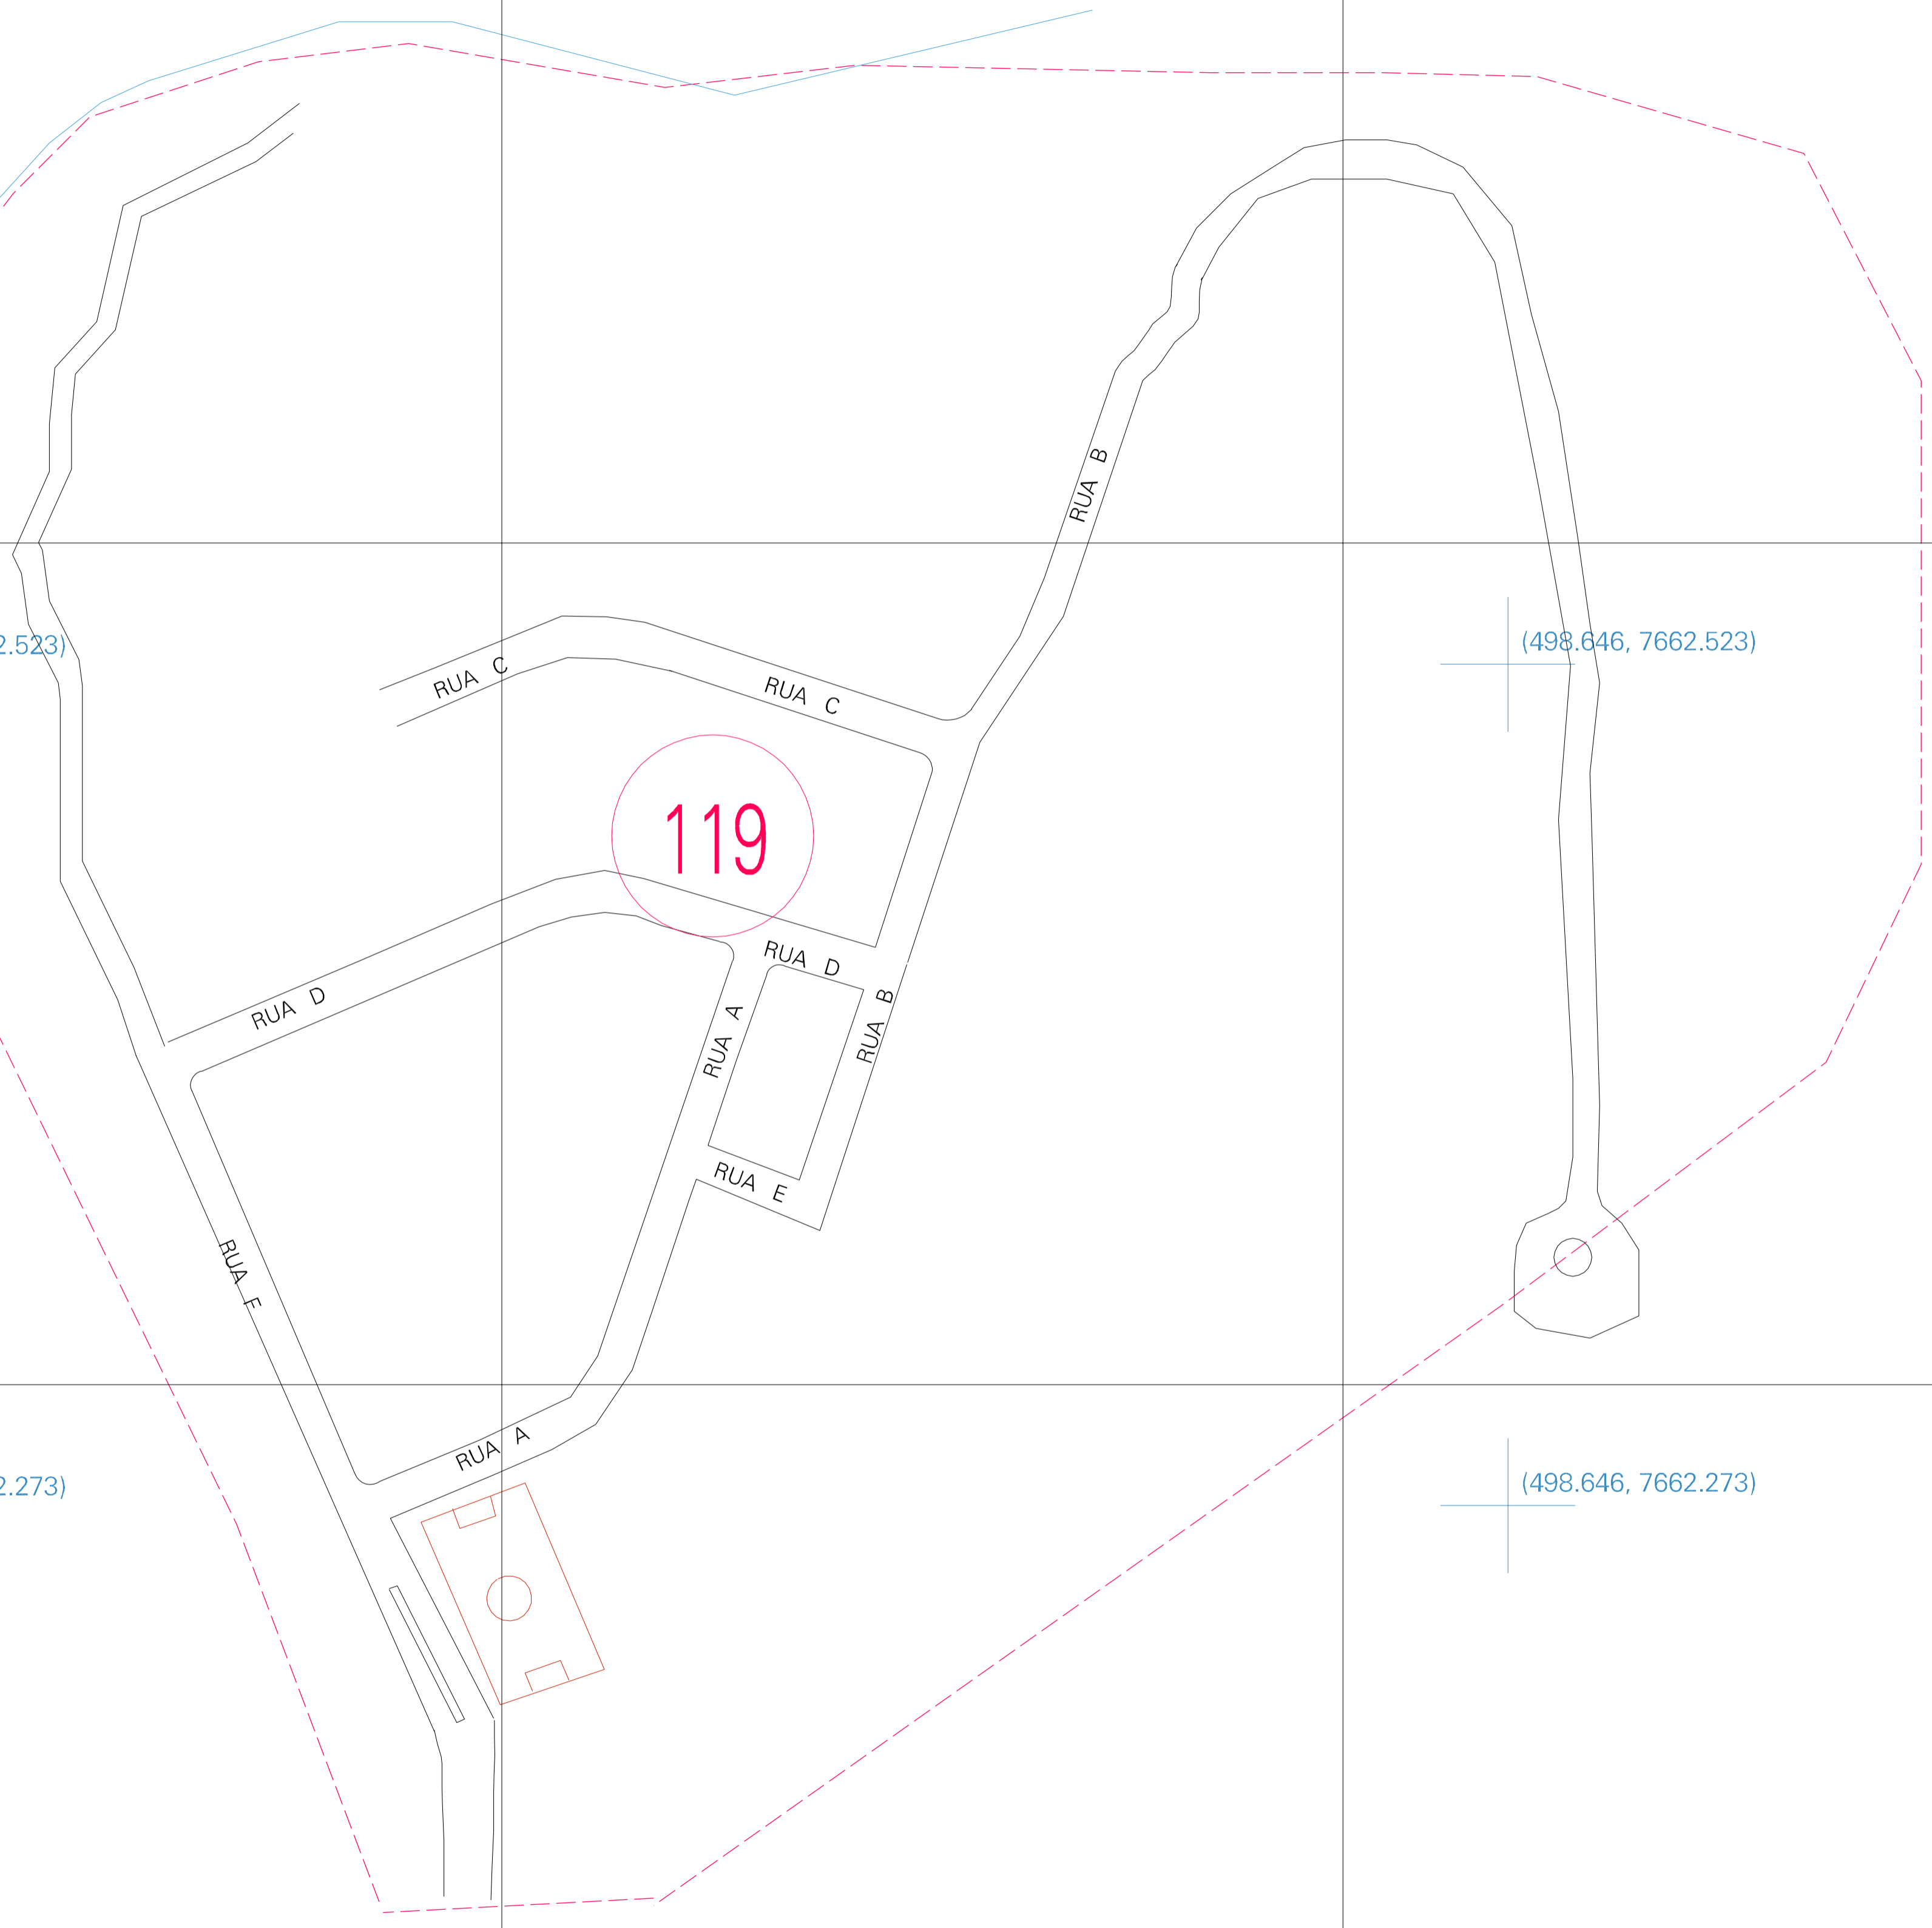 RUA B
2.523)
(498.646, 7662.523)
RUA C
RUA C
119
RUA D
RUA D
RUA A
RUA B
RUA E
RUA F
RUA A
2.273)
(498.646, 7662.273)